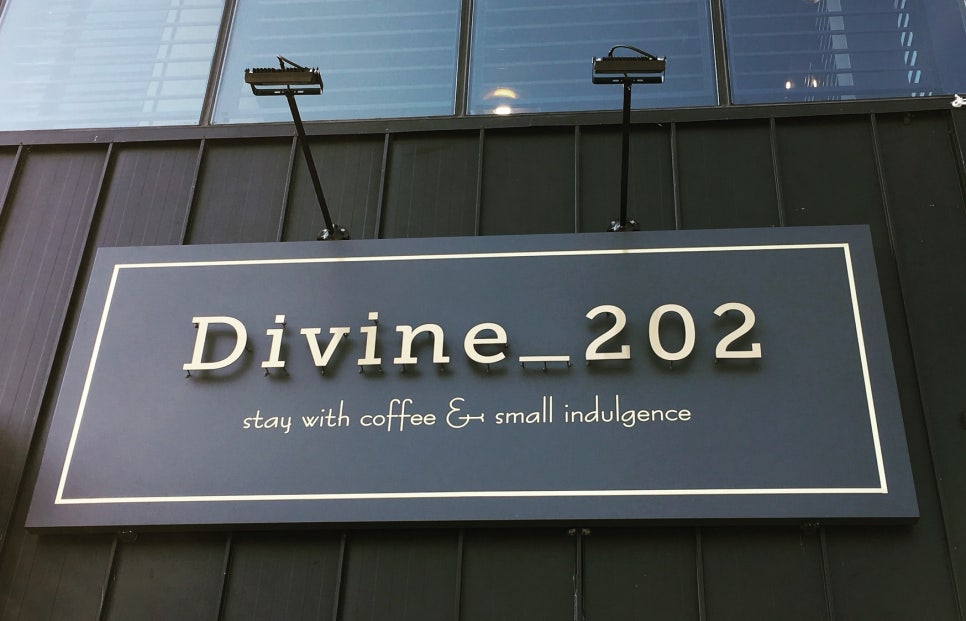 Divine_202
stay with coffee & small indulgence